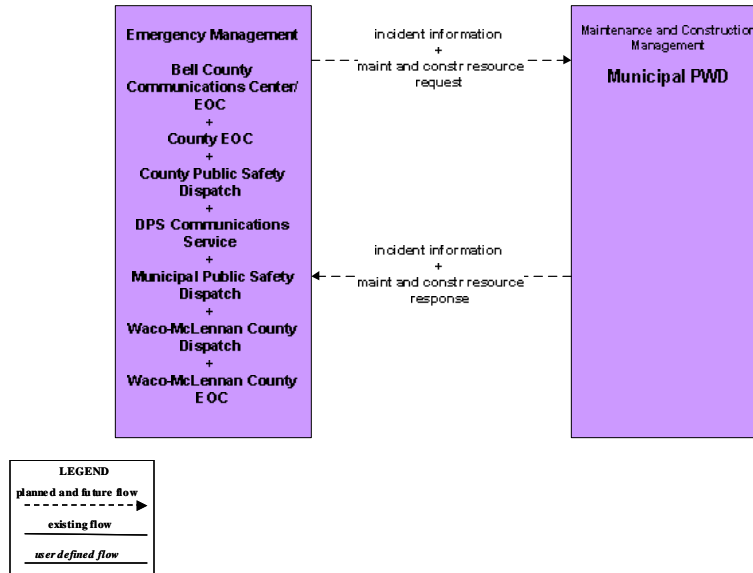 Emergency Management
Bell County
Communications Center/
EOC
+
County EOC
+
County Public Safety
Dispatch
+
DPS Communications
Service
+
Municipal Public Safety
Dispatch
+
Waco-McLennan County
Dispatch
+
Waco-McLennan County
EOC
incident information
+
maint and constr resource
request
incident information
+
maint and constr resource
response
Maintenance and Construction
Management
Municipal PWD
LEGEND
planned and future flow
existing flow
user defined flow